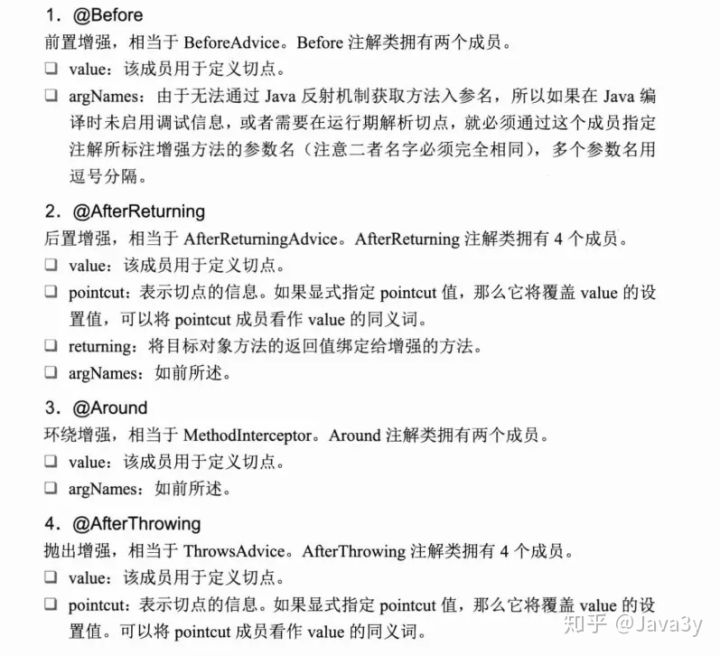 1. @Before
前置增强，相当于 BeforeAdvice。Before 注解类拥有两个成员。
❑ value：该成员用于定义切点。
❑ argNames：由于无法通过 Java 反射机制获取方法入参名，所以如果在 Java 编
译时未启用调试信息，或者需要在运行期解析切点，就必须通过这个成员指定
注解所标注增强方法的参数名（注意二者名字必须完全相同），多个参数名用
逗号分隔。
2. @AfterReturning
后置增强，相当于 AfterReturningAdvice。AfterReturning 注解类拥有 4 个成员。
❑ value：该成员用于定义切点。
❑ pointcut：表示切点的信息。如果显式指定 pointcut 值，那么它将覆盖 value 的设
置值，可以将 pointcut 成员看作 value 的同义词。
❑ returning：将目标对象方法的返回值绑定给增强的方法。
❑ argNames：如前所述。
3. @Around
环绕增强，相当于 MethodInterceptor。Around 注解类拥有两个成员。
❑ value：该成员用于定义切点。
❑ argNames：如前所述。
4. @AfterThrowing
抛出增强，相当于 ThrowsAdvice。AfterThrowing 注解类拥有 4 个成员。
❑ value：该成员用于定义切点。
❑ pointcut：表示切点的信息。如果显式指定 pointcut 值，那么它将覆盖 value 的设
置值。可以将 pointcut 成员看作 value 的同义词。
知乎 @Java3y